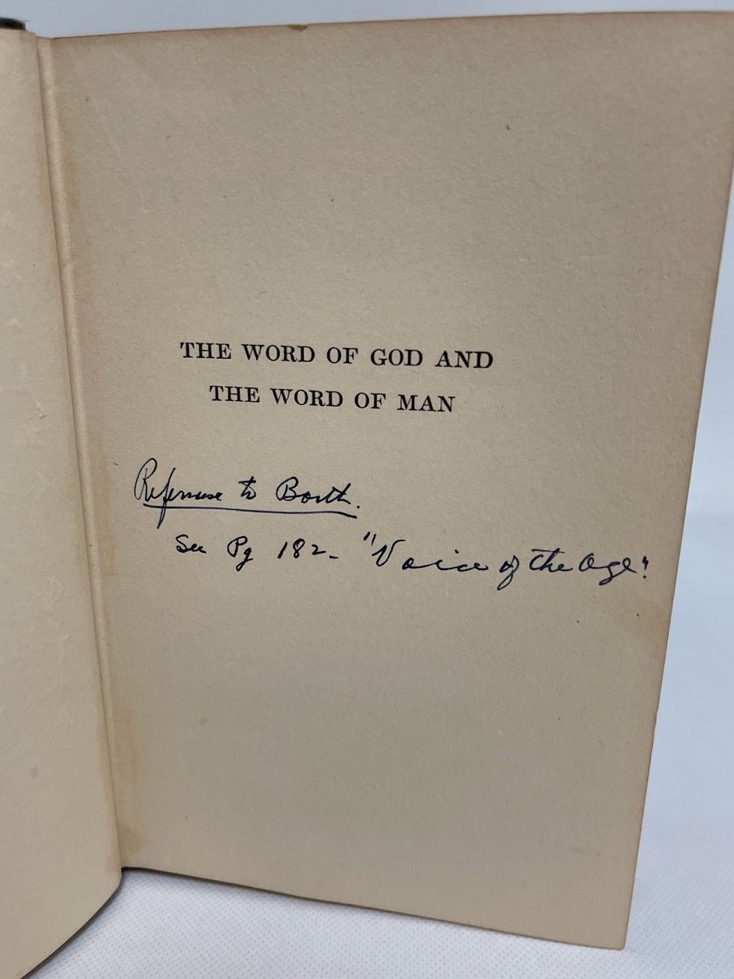 THE WORD OF GOD AND
THE WORD OF MAN
Reference to Barth.
See Pg 182- "Voice of the Age".